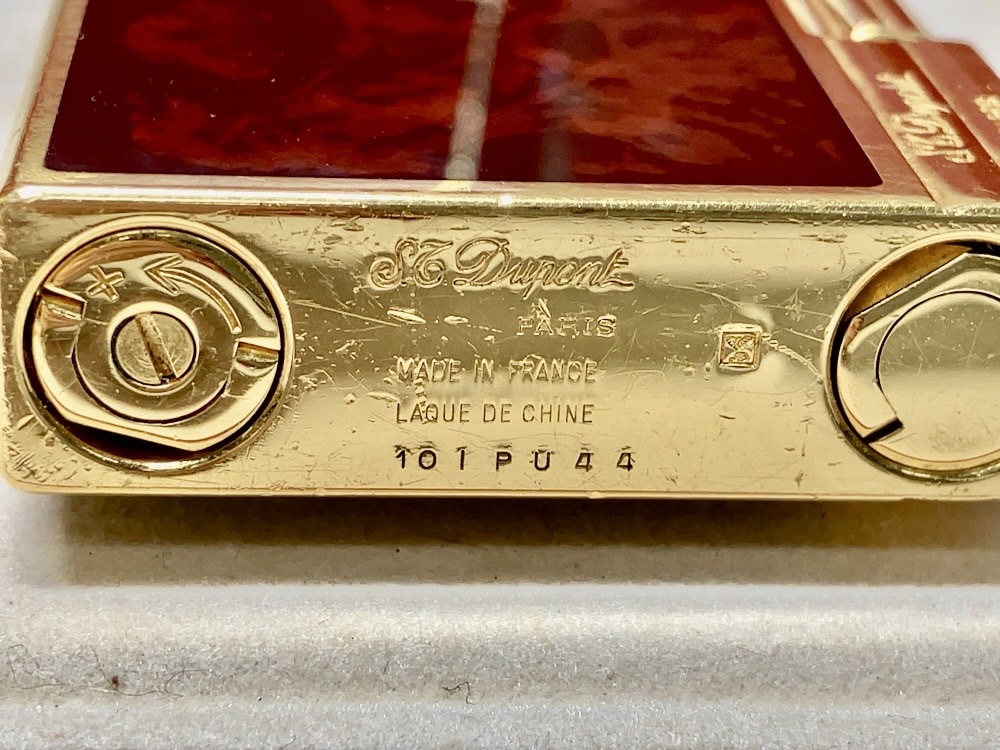 S.T. Dupont
À
PARIS
MADE IN FRANCE
LAQUE DE CHINE
101PU44
+